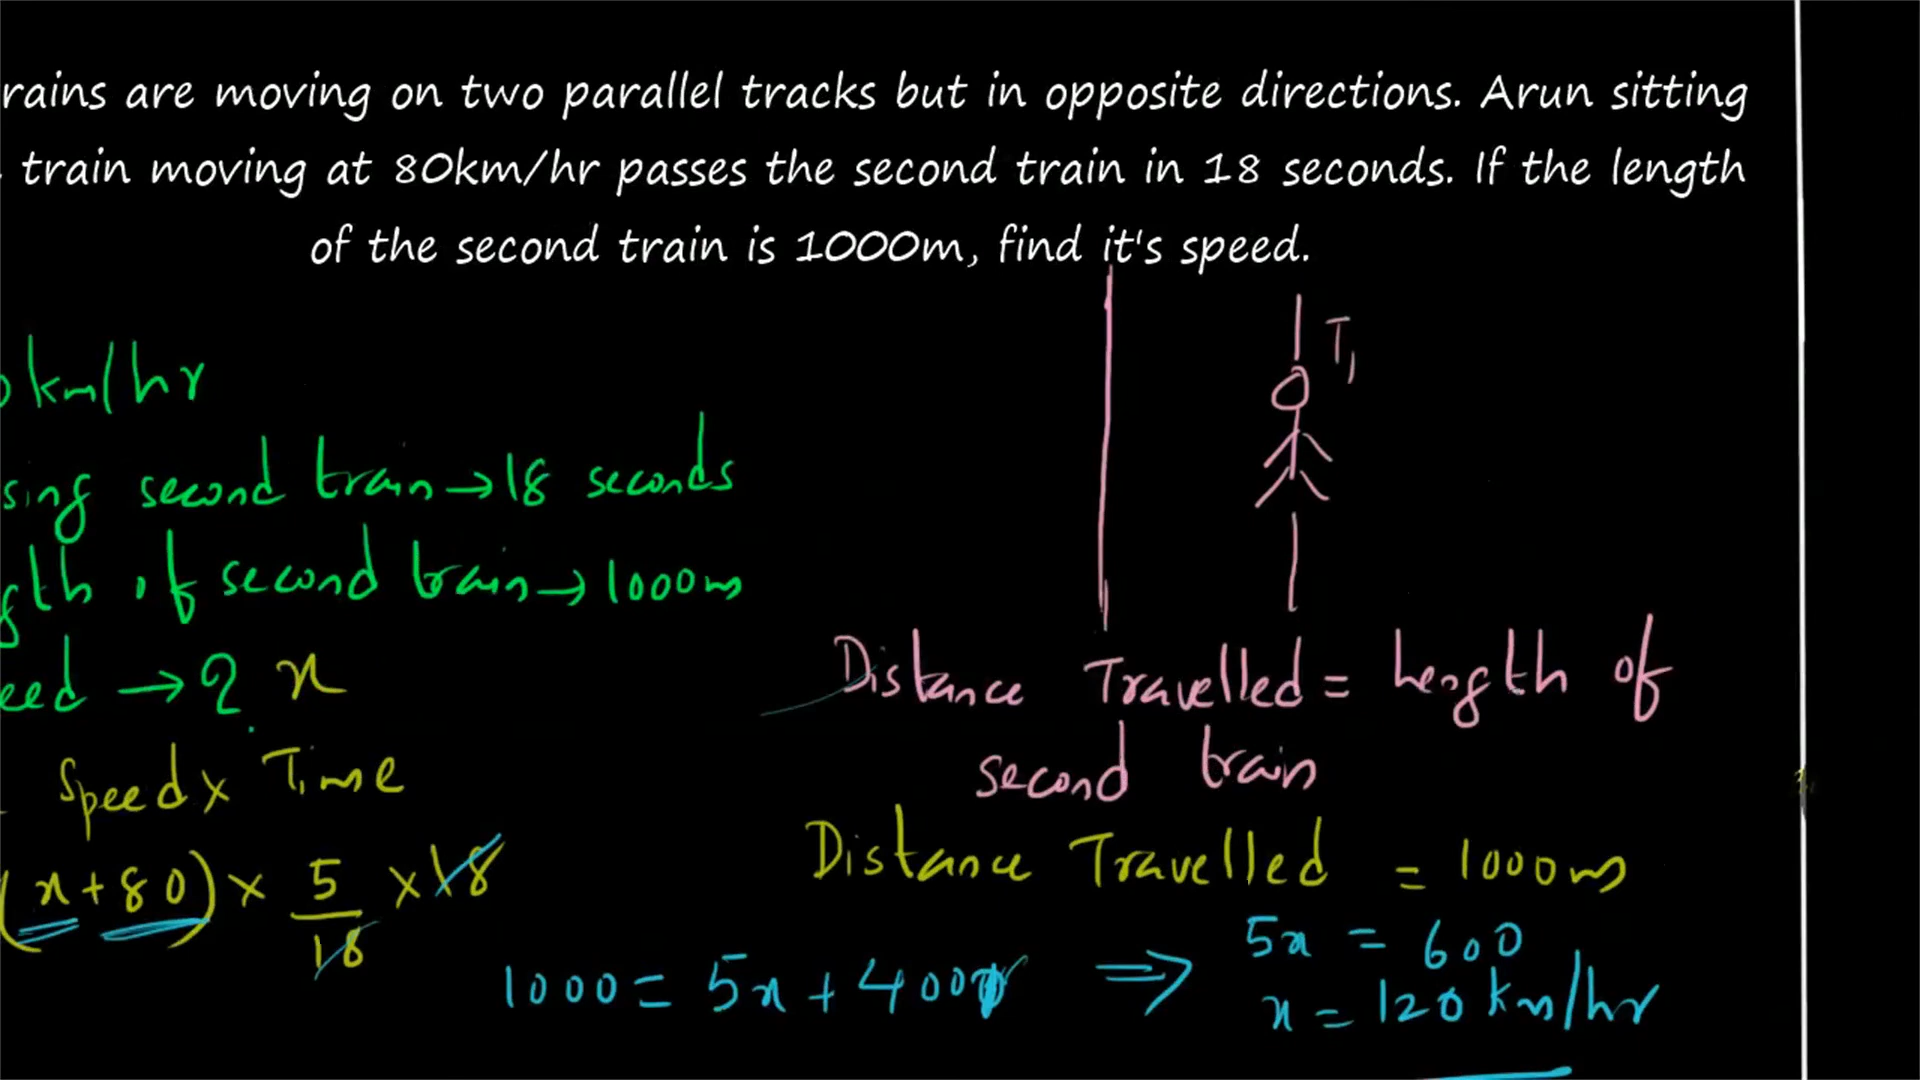 rains are moving on two parallel tracks but in opposite directions. Arun sitting
train moving at 80km/hr passes the second train in 18 seconds. If the length
of the second train is 1000m, find it's speed.
T1
km/hr
sing second train→18 seconds
gth of second train→1000m
eed → ? x
Distance Travelled = Length of
second train
Speed x Time
Distance Travelled = 1000m
(x+80) x 5/18 x 18
1000 = 5x + 400 ⇒ 5x = 600
x = 120 km/hr